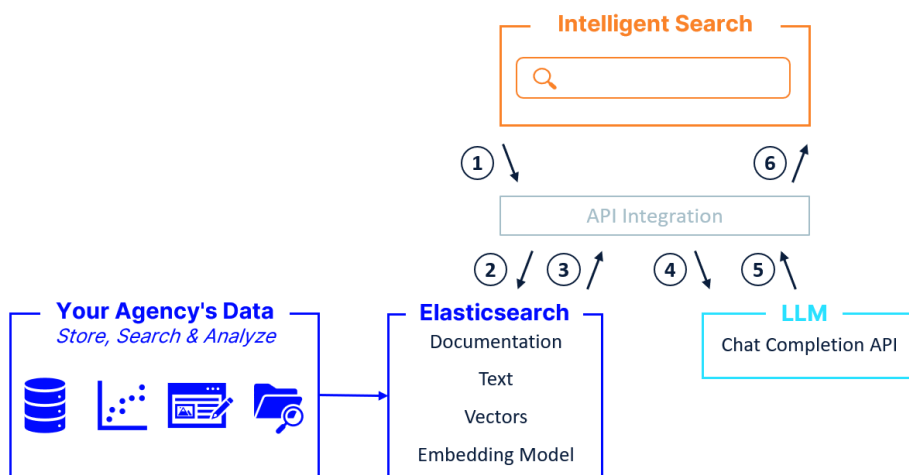 Intelligent Search
1
6
API Integration
2
3
4
5
Your Agency's Data
Store, Search & Analyze
Elasticsearch
Documentation
Text
Vectors
Embedding Model
LLM
Chat Completion API